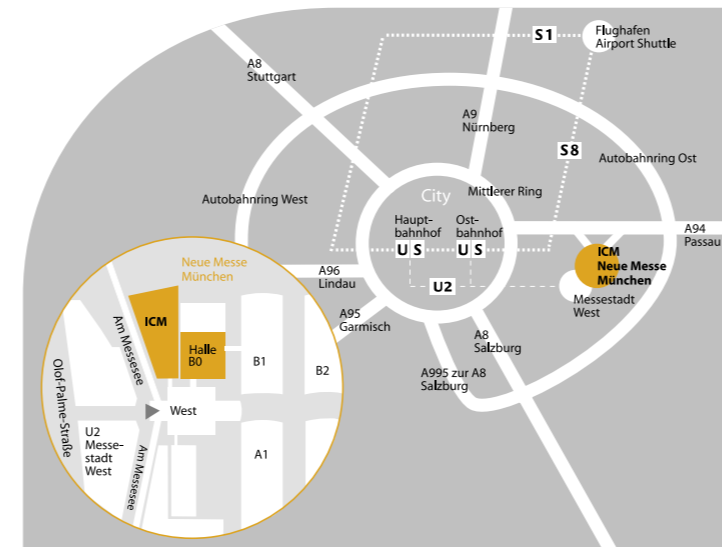 S1
Flughafen
Airport Shuttle
A8
Stuttgart
A9
Nürnberg
S8
Autobahnring Ost
Autobahnring West
City
Mittlerer Ring
Haupt-
bahnhof
Ost-
bahnhof
U S
U S
A94
Passau
ICM
Neue Messe
München
U2
Messestadt
West
A96
Lindau
A95
Garmisch
A8
Salzburg
A995 zur A8
Salzburg
Neue Messe
München
ICM
Halle
B0
B1
B2
Am Messesee
Olof-Palme-Straße
West
U2
Messe-
stadt
West
Am Messesee
A1